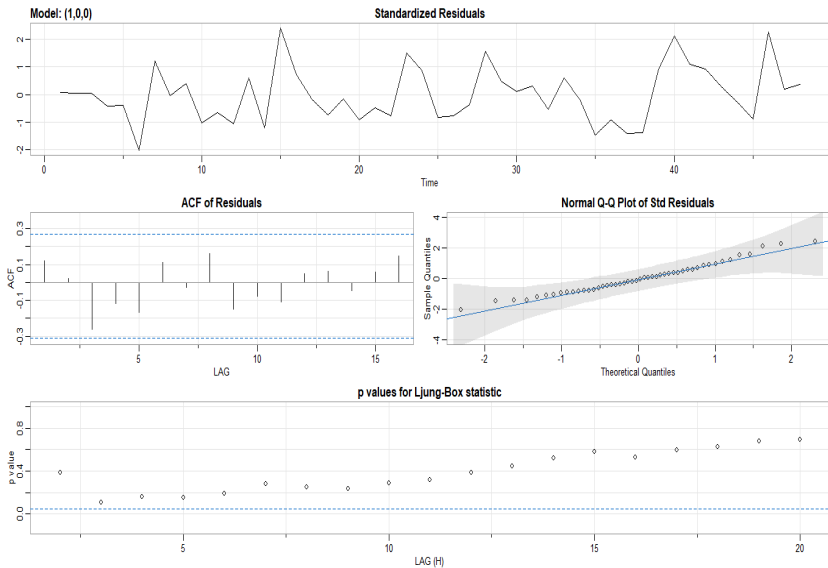 Model: (1,0,0) Standardized Residuals
2
1
0
-1
-2
0 10 20 30 40
Time
ACF of Residuals
ACF
0.3
0.1
-0.1
-0.3
5 10 15
LAG
Normal Q-Q Plot of Std Residuals
Sample Quantiles
4
2
0
-2
-4
-2 -1 0 1 2
Theoretical Quantiles
p values for Ljung-Box statistic
p value
0.8
0.4
0.0
5 10 15 20
LAG (H)